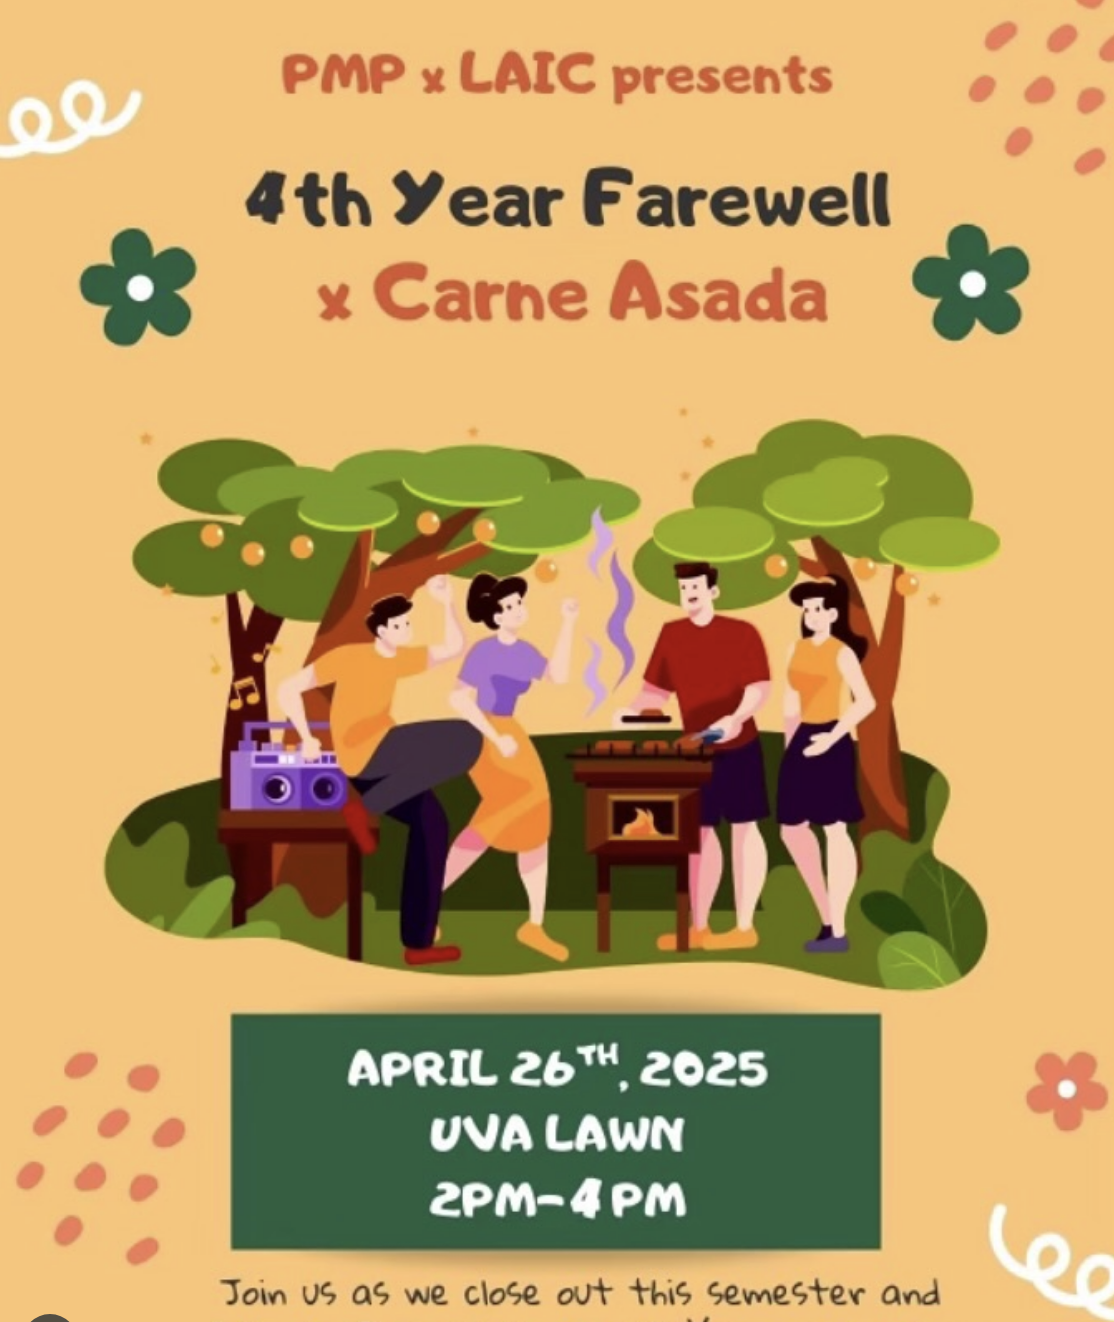 PMP x LAIC presents
4th Year Farewell
x Carne Asada
APRIL 26TH, 2025
UVA LAWN
2PM-4PM
Join us as we close out this semester and